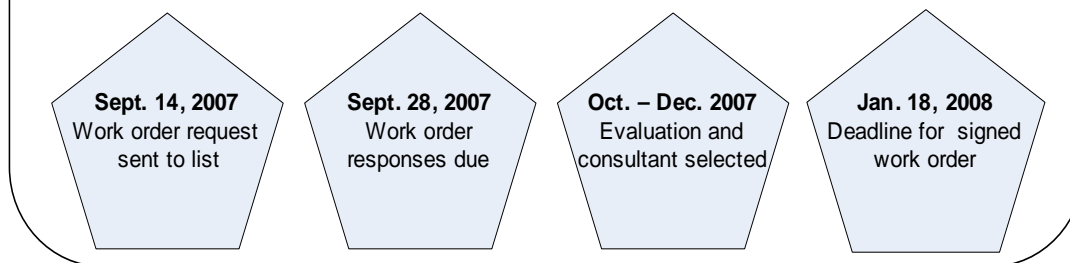 Sept. 14, 2007
Work order request
sent to list
Sept. 28, 2007
Work order
responses due
Oct. – Dec. 2007
Evaluation and
consultant selected
Jan. 18, 2008
Deadline for signed
work order